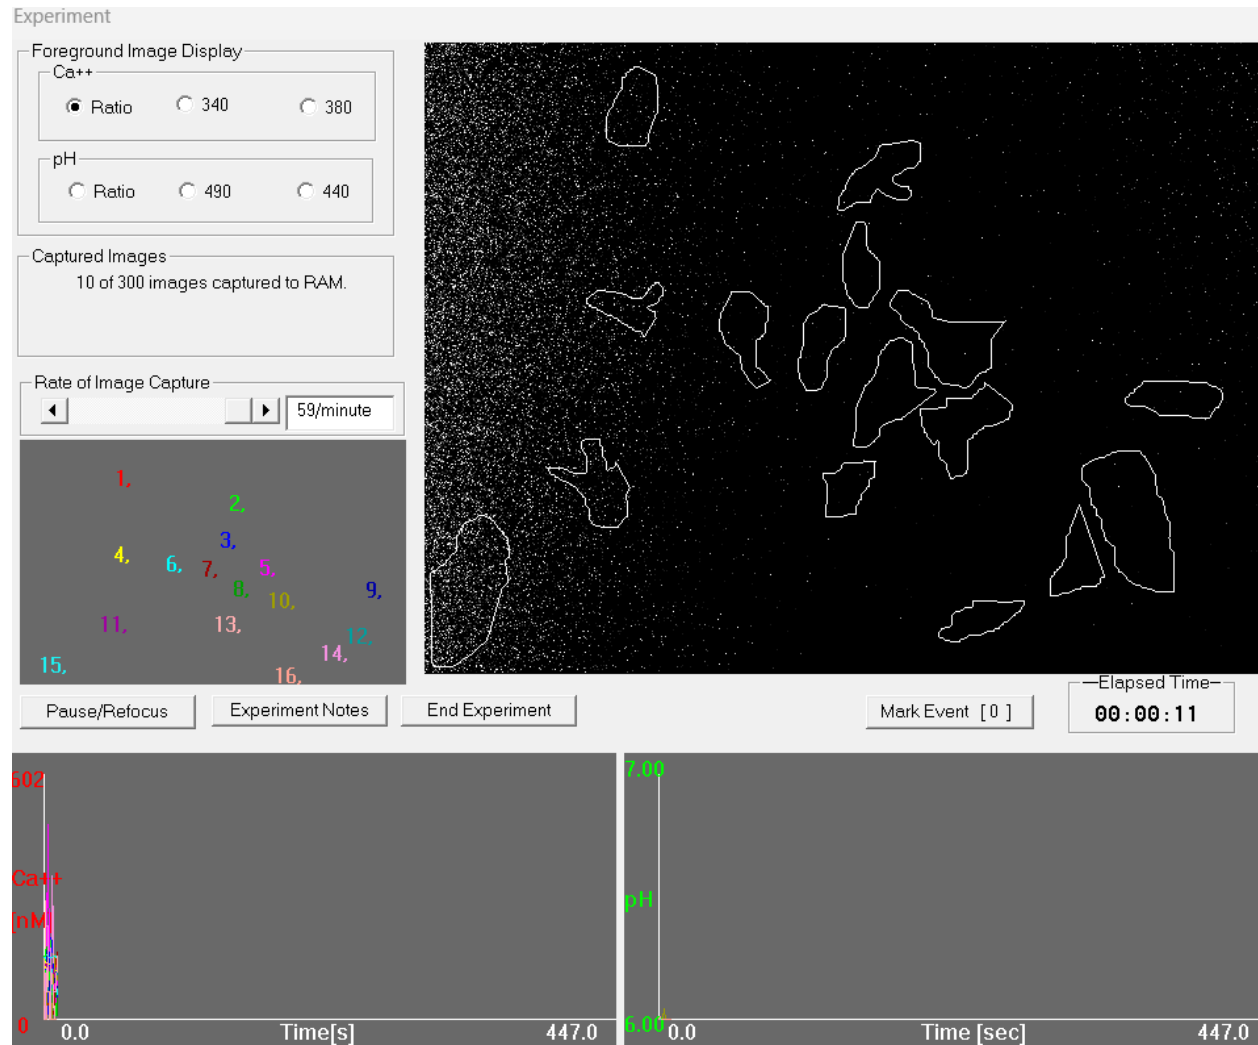 Experiment
Foreground Image Display
Ca++
Ratio 340 380
pH
Ratio 490 440
Captured Images
10 of 300 images captured to RAM.
Rate of Image Capture
59/minute
1,
2,
3,
4,
6,
7,
5,
8,
9,
10,
11,
13,
12,
14,
15,
16,
Pause/Refocus Experiment Notes End Experiment Mark Event [ 0 ]
Elapsed Time
00:00:11
602
Ca++
[nM]
0 0.0 Time[s] 447.0
7.00
pH
6.00 0.0 Time [sec] 447.0